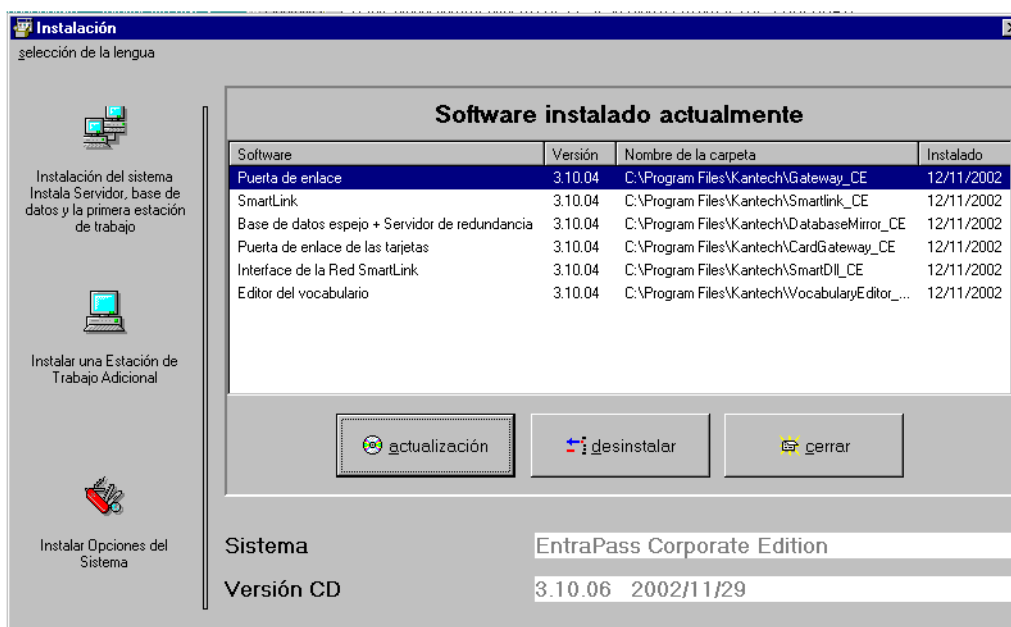 Instalación
selección de la lengua
Instalación del sistema
Instala Servidor, base de
datos y la primera estación
de trabajo
Instalar una Estación de
Trabajo Adicional
Instalar Opciones del
Sistema
Software instalado actualmente
Software Versión Nombre de la carpeta Instalado
Puerta de enlace 3.10.04 C:\Program Files\Kantech\Gateway_CE 12/11/2002
SmartLink 3.10.04 C:\Program Files\Kantech\Smartlink_CE 12/11/2002
Base de datos espejo + Servidor de redundancia 3.10.04 C:\Program Files\Kantech\DatabaseMirror_CE 12/11/2002
Puerta de enlace de las tarjetas 3.10.04 C:\Program Files\Kantech\CardGateway_CE 12/11/2002
Interface de la Red SmartLink 3.10.04 C:\Program Files\Kantech\SmartDll_CE 12/11/2002
Editor del vocabulario 3.10.04 C:\Program Files\Kantech\VocabularyEditor_... 12/11/2002
actualización desinstalar cerrar
Sistema EntraPass Corporate Edition
Versión CD 3.10.06 2002/11/29